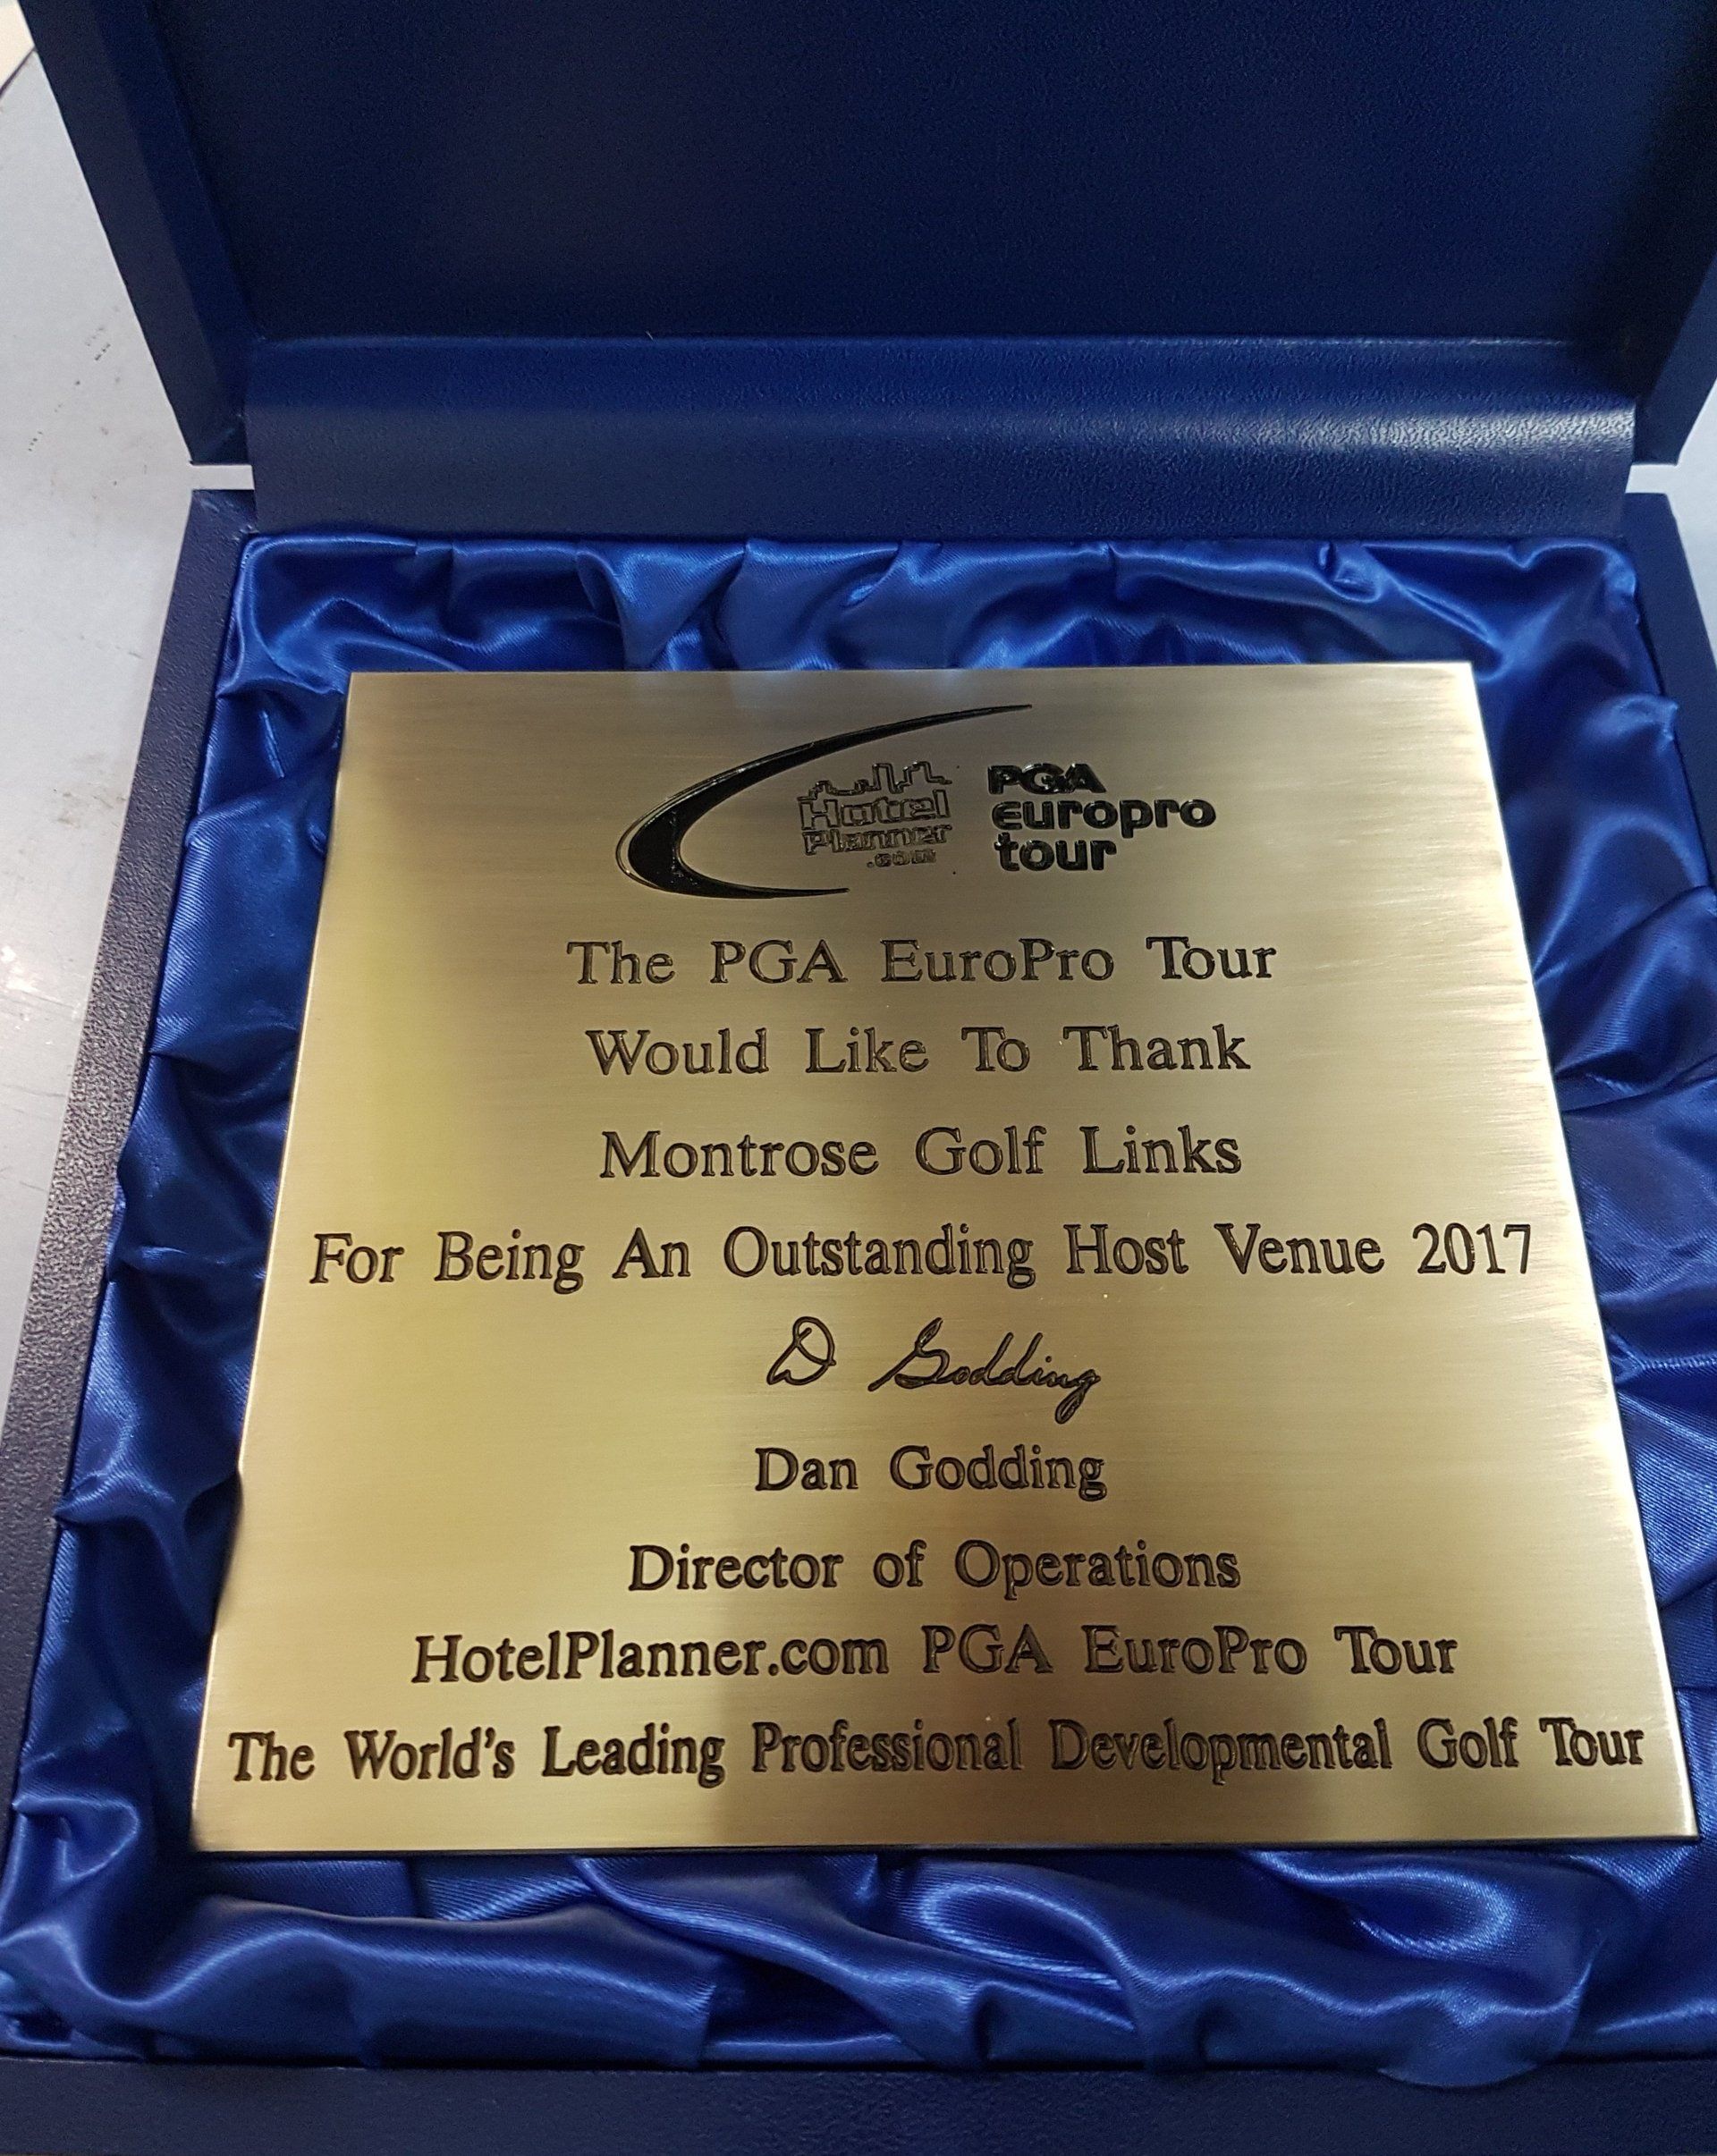 Hotel
Planner
.com
PGA
europro
tour
The PGA EuroPro Tour
Would Like To Thank
Montrose Golf Links
For Being An Outstanding Host Venue 2017
D Godding
Dan Godding
Director of Operations
HotelPlanner.com PGA EuroPro Tour
The World's Leading Professional Developmental Golf Tour